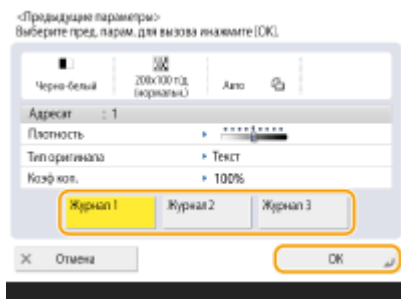 <Предыдущие параметры>
Выберите пред. парам. для вызова и нажмите [OK].
Черно-белый
200x100 т/д
(нормальн.)
Авто
Адресат : 1
Плотность
Тип оригинала ▸ Текст
Коэф коп. ▸ 100%
Журнал 1 Журнал 2 Журнал 3
× Отмена OK